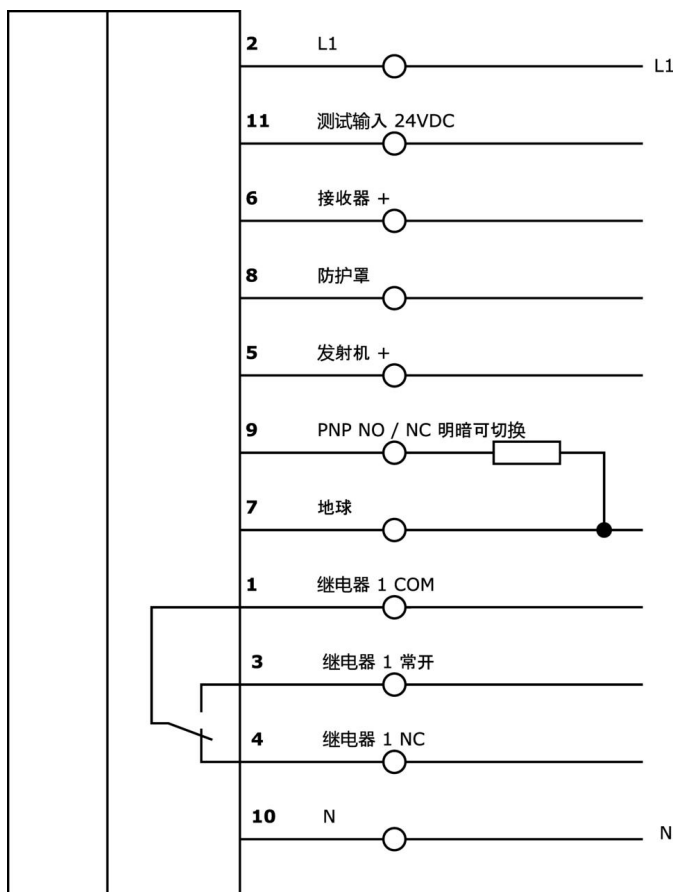 2 L1
L1
11 测试输入 24VDC
6 接收器 +
8 防护罩
5 发射机 +
9 PNP NO / NC 明暗可切换
7 地球
1 继电器 1 COM
3 继电器 1 常开
4 继电器 1 NC
10 N
N